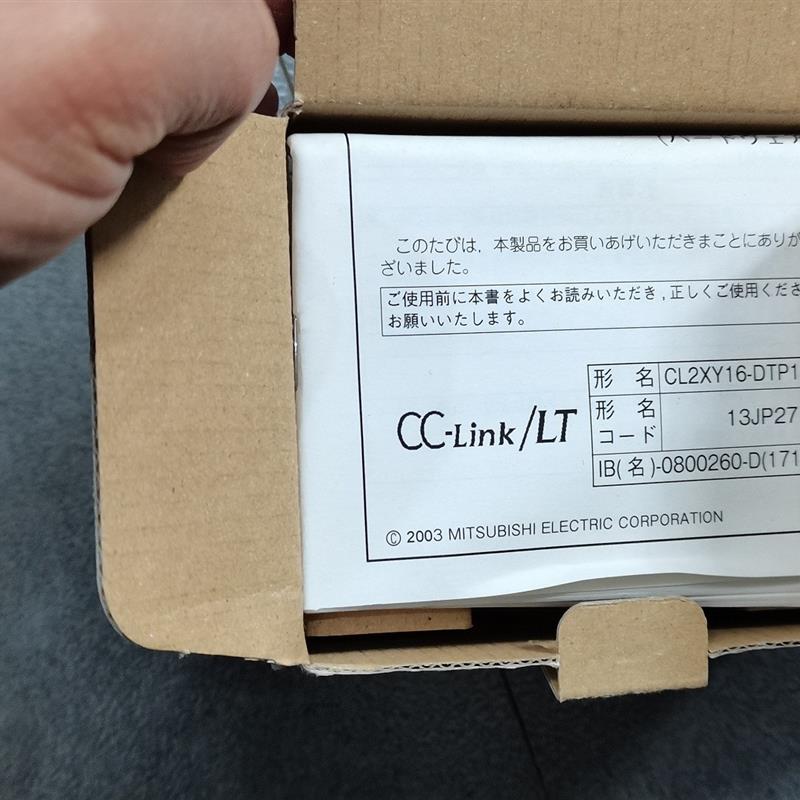 このたびは，本製品をお買いあげいただきまことにありが
ざいました。
ご使用前に本書をよくお読みいただき，正しくご使用くださ
お願いいたします。
CC-Link/LT
形 名 CL2XY16-DTP1
形 名
コード 13JP27
IB(名)-0800260-D(171
© 2003 MITSUBISHI ELECTRIC CORPORATION